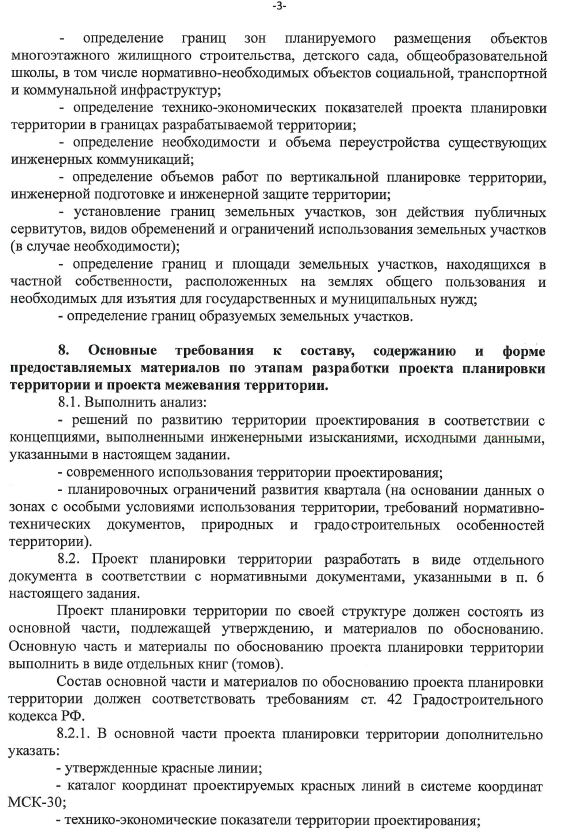 -3-
- определение границ зон планируемого размещения объектов
многоэтажного жилищного строительства, детского сада, общеобразовательной
школы, в том числе нормативно-необходимых объектов социальной, транспортной
и коммунальной инфраструктур;
- определение технико-экономических показателей проекта планировки
территории в границах разрабатываемой территории;
- определение необходимости и объема переустройства существующих
инженерных коммуникаций;
- определение объемов работ по вертикальной планировке территории,
инженерной подготовке и инженерной защите территории;
- установление границ земельных участков, зон действия публичных
сервитутов, видов обременений и ограничений использования земельных участков
(в случае необходимости);
- определение границ и площади земельных участков, находящихся в
частной собственности, расположенных на землях общего пользования и
необходимых для изъятия для государственных и муниципальных нужд;
- определение границ образуемых земельных участков.
8. Основные требования к составу, содержанию и форме
предоставляемых материалов по этапам разработки проекта планировки
территории и проекта межевания территории.
8.1. Выполнить анализ:
- решений по развитию территории проектирования в соответствии с
концепциями, выполненными инженерными изысканиями, исходными данными,
указанными в настоящем задании.
- современного использования территории проектирования;
- планировочных ограничений развития квартала (на основании данных о
зонах с особыми условиями использования территории, требований нормативно-
технических документов, природных и градостроительных особенностей
территории).
8.2. Проект планировки территории разработать в виде отдельного
документа в соответствии с нормативными документами, указанными в п. 6
настоящего задания.
Проект планировки территории по своей структуре должен состоять из
основной части, подлежащей утверждению, и материалов по обоснованию.
Основную часть и материалы по обоснованию проекта планировки территории
выполнить в виде отдельных книг (томов).
Состав основной части и материалов по обоснованию проекта планировки
территории должен соответствовать требованиям ст. 42 Градостроительного
кодекса РФ.
8.2.1. В основной части проекта планировки территории дополнительно
указать:
- утвержденные красные линии;
- каталог координат проектируемых красных линий в системе координат
МСК-30;
- технико-экономические показатели территории проектирования;